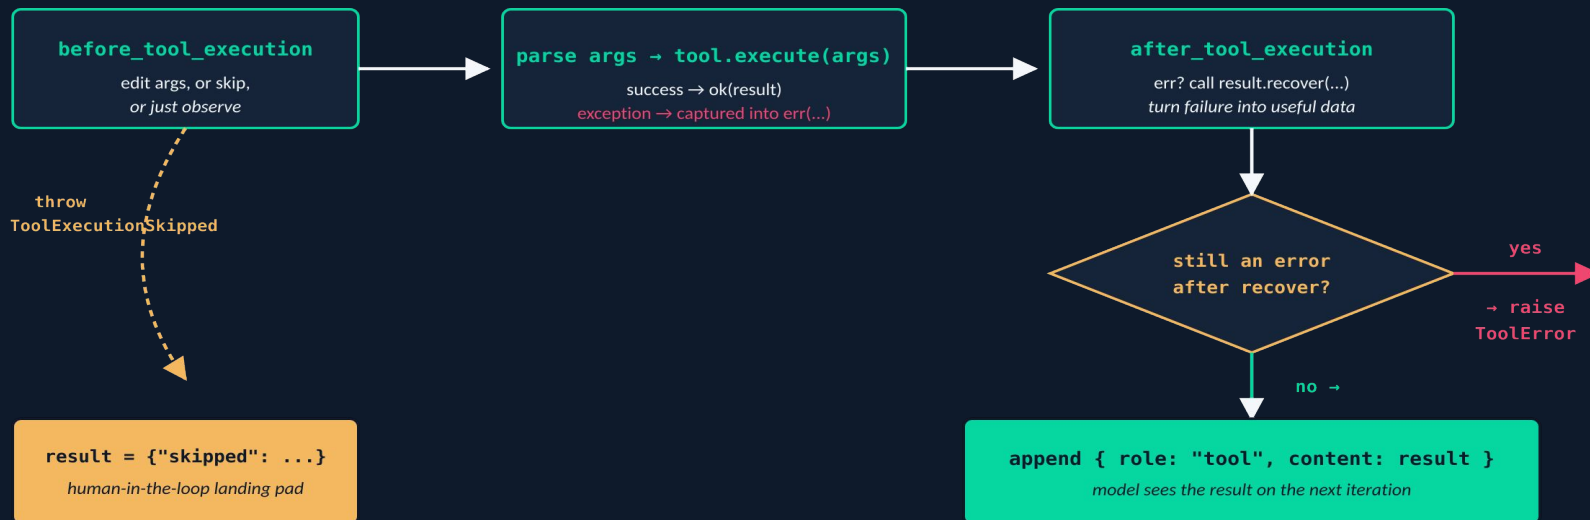 before_tool_execution
edit args, or skip,
or just observe
parse args → tool.execute(args)
success → ok(result)
exception → captured into err(...)
after_tool_execution
err? call result.recover(...)
turn failure into useful data
throw
ToolExecutionSkipped
still an error
after recover?
yes
→ raise
ToolError
no →
result = {"skipped": ...}
human-in-the-loop landing pad
append { role: "tool", content: result }
model sees the result on the next iteration